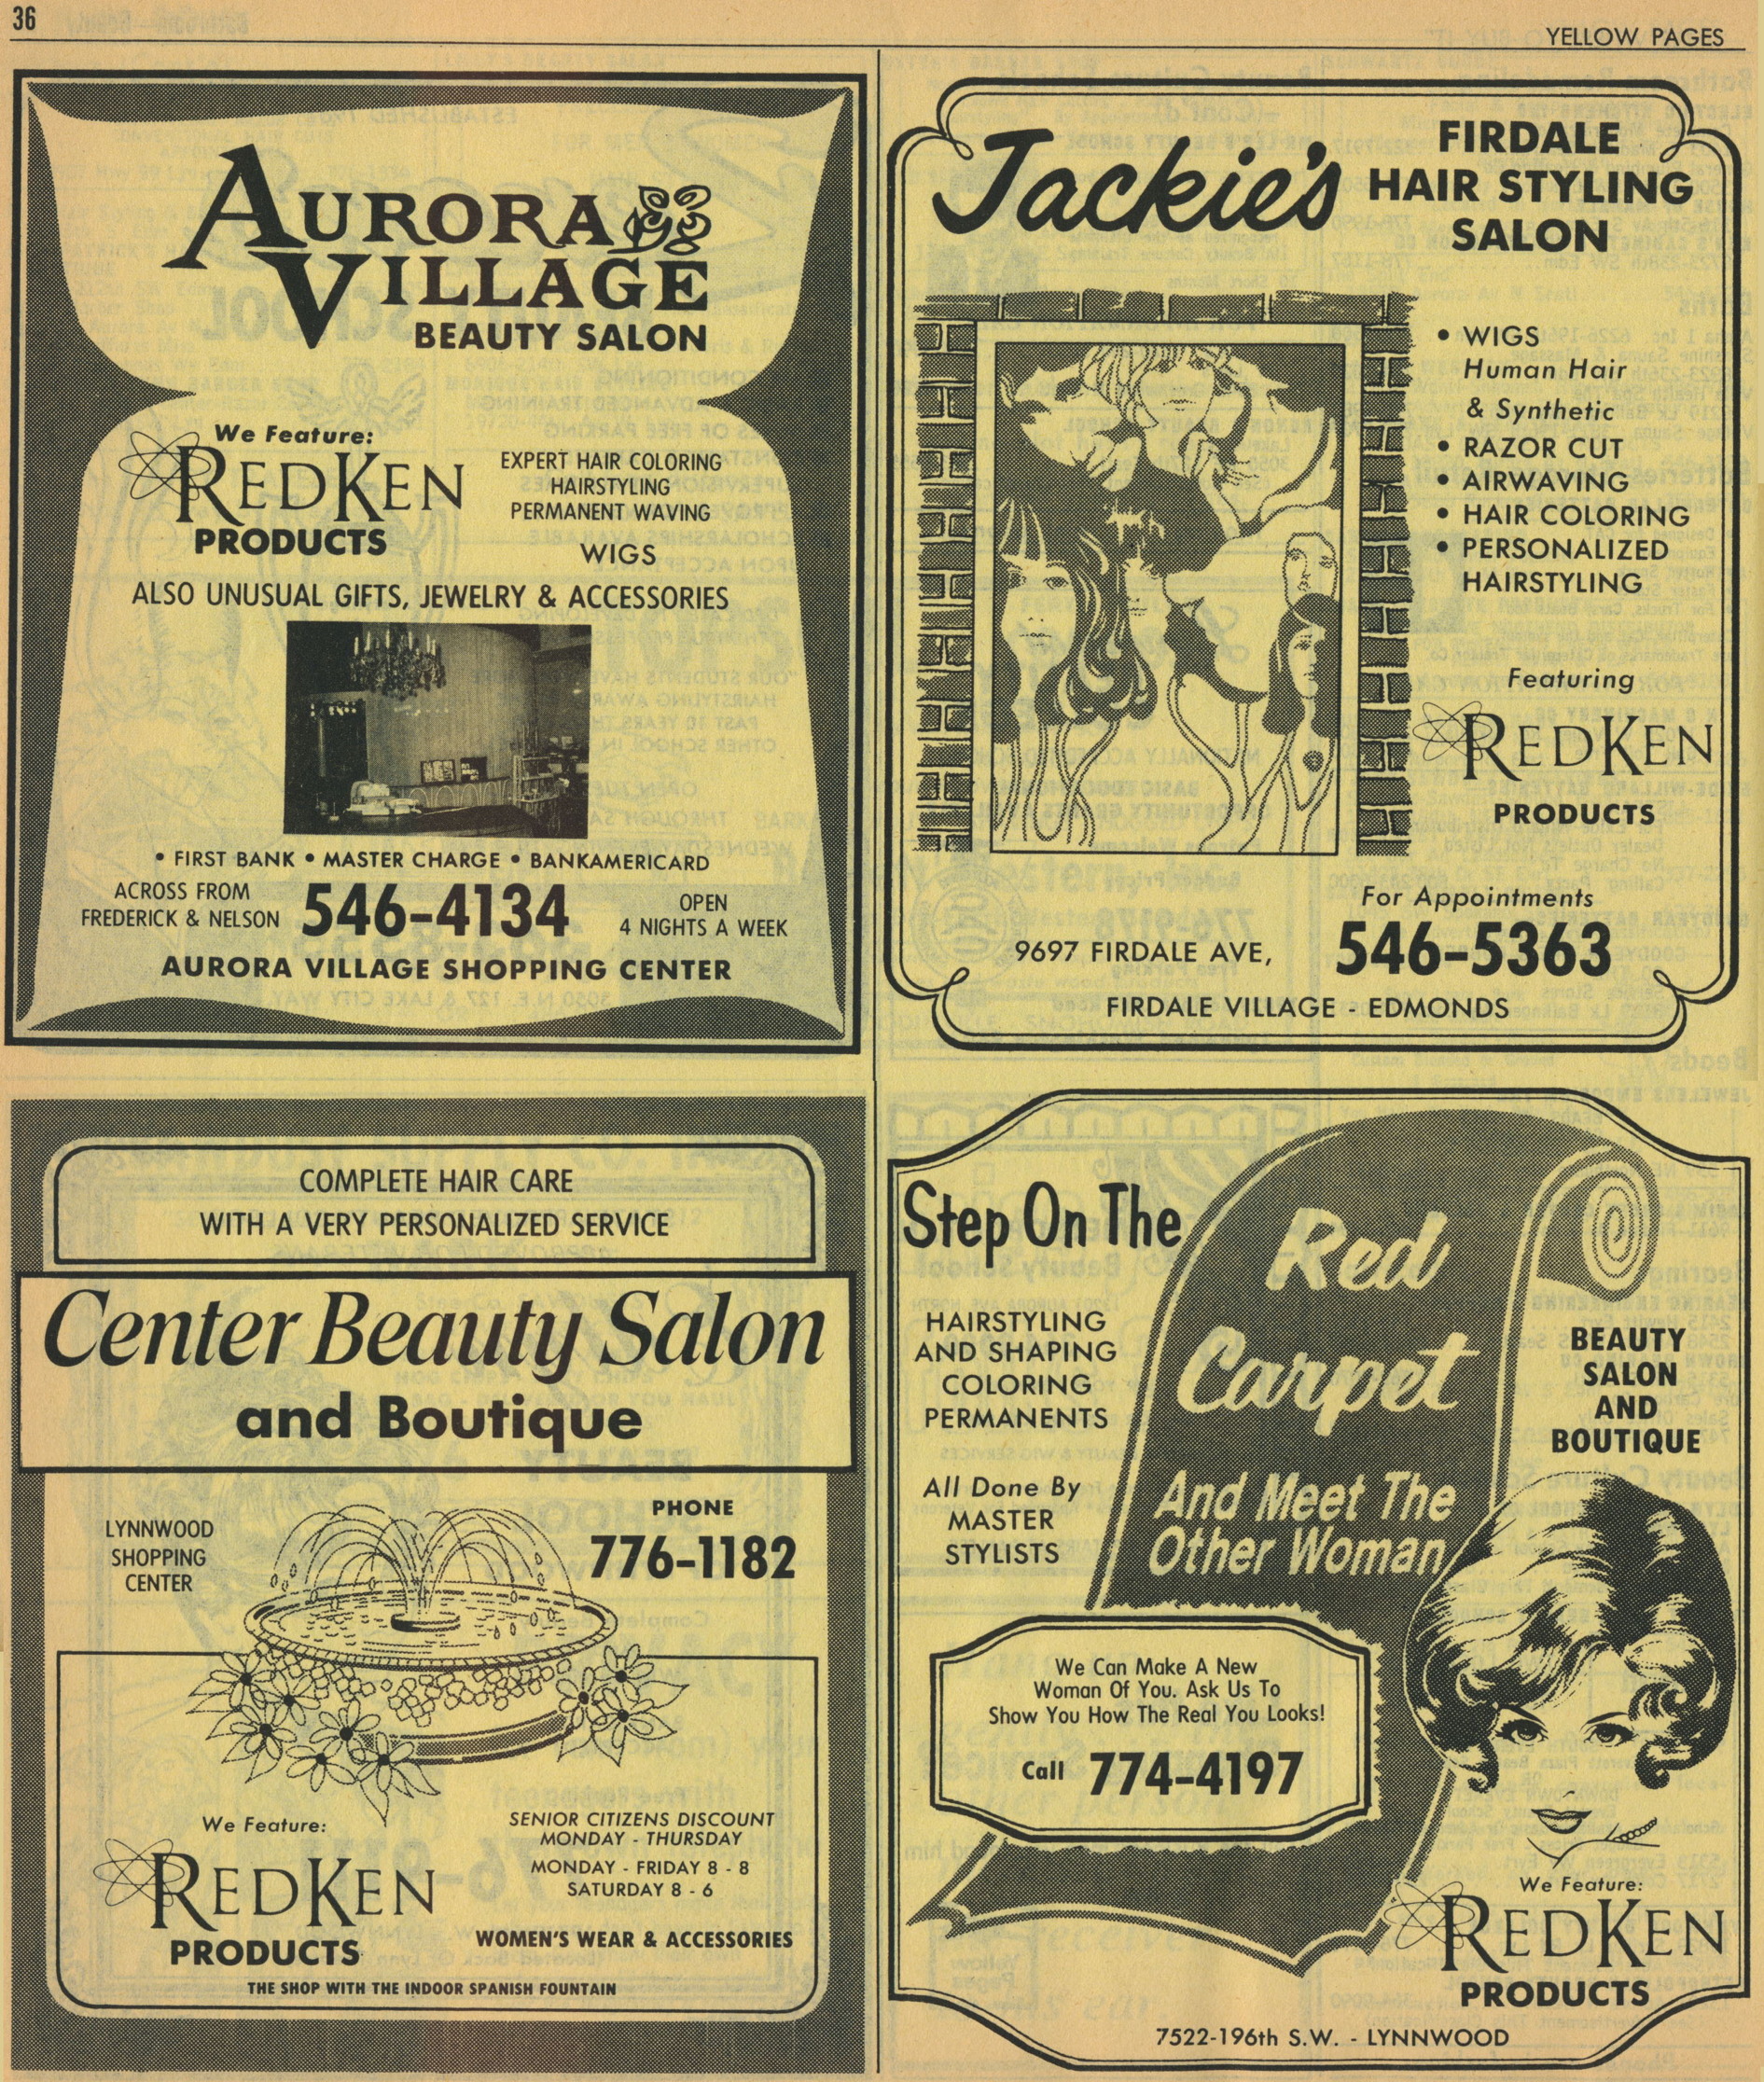 36
YELLOW PAGES
AURORA
VILLAGE
BEAUTY SALON
We Feature:
REDKEN
PRODUCTS
EXPERT HAIR COLORING
HAIRSTYLING
PERMANENT WAVING
WIGS
ALSO UNUSUAL GIFTS, JEWELRY & ACCESSORIES
• FIRST BANK • MASTER CHARGE • BANKAMERICARD
ACROSS FROM
FREDERICK & NELSON
546-4134
OPEN
4 NIGHTS A WEEK
AURORA VILLAGE SHOPPING CENTER
Jackie's
FIRDALE
HAIR STYLING
SALON
• WIGS
Human Hair
& Synthetic
• RAZOR CUT
• AIRWAVING
• HAIR COLORING
• PERSONALIZED
HAIRSTYLING
Featuring
REDKEN
PRODUCTS
For Appointments
9697 FIRDALE AVE,
546-5363
FIRDALE VILLAGE - EDMONDS
COMPLETE HAIR CARE
WITH A VERY PERSONALIZED SERVICE
Center Beauty Salon
and Boutique
LYNNWOOD
SHOPPING
CENTER
PHONE
776-1182
We Feature:
REDKEN
PRODUCTS
SENIOR CITIZENS DISCOUNT
MONDAY - THURSDAY
MONDAY - FRIDAY 8 - 8
SATURDAY 8 - 6
WOMEN'S WEAR & ACCESSORIES
THE SHOP WITH THE INDOOR SPANISH FOUNTAIN
Step On The
Red
Carpet
And Meet The
Other Woman
HAIRSTYLING
AND SHAPING
COLORING
PERMANENTS
All Done By
MASTER
STYLISTS
BEAUTY
SALON
AND
BOUTIQUE
We Can Make A New
Woman Of You. Ask Us To
Show You How The Real You Looks!
Call 774-4197
We Feature:
REDKEN
PRODUCTS
7522-196th S.W. - LYNNWOOD